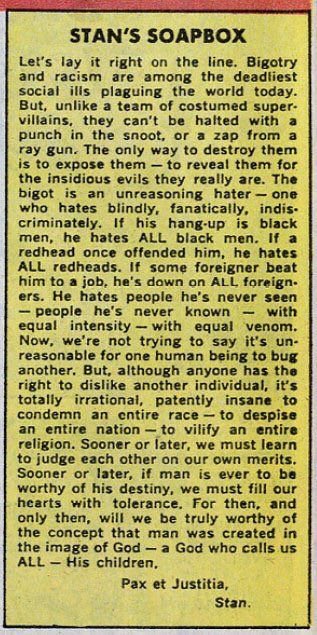 STAN'S SOAPBOX
Let's lay it right on the line. Bigotry
and racism are among the deadliest
social ills plaguing the world today.
But, unlike a team of costumed super-
villains, they can't be halted with a
punch in the snoot, or a zap from a
ray gun. The only way to destroy them
is to expose them — to reveal them for
the insidious evils they really are. The
bigot is an unreasoning hater — one
who hates blindly, fanatically, indis-
criminately. If his hang-up is black
men, he hates ALL black men. If a
redhead once offended him, he hates
ALL redheads. If some foreigner beat
him to a job, he's down on ALL foreign-
ers. He hates people he's never seen
— people he's never known — with
equal intensity — with equal venom.
Now, we're not trying to say it's un-
reasonable for one human being to bug
another. But, although anyone has the
right to dislike another individual, it's
totally irrational, patently insane to
condemn an entire race — to despise
an entire nation — to vilify an entire
religion. Sooner or later, we must learn
to judge each other on our own merits.
Sooner or later, if man is ever to be
worthy of his destiny, we must fill our
hearts with tolerance. For then, and
only then, will we be truly worthy of
the concept that man was created in
the image of God — a God who calls us
ALL — His children.
Pax et Justitia,
Stan.